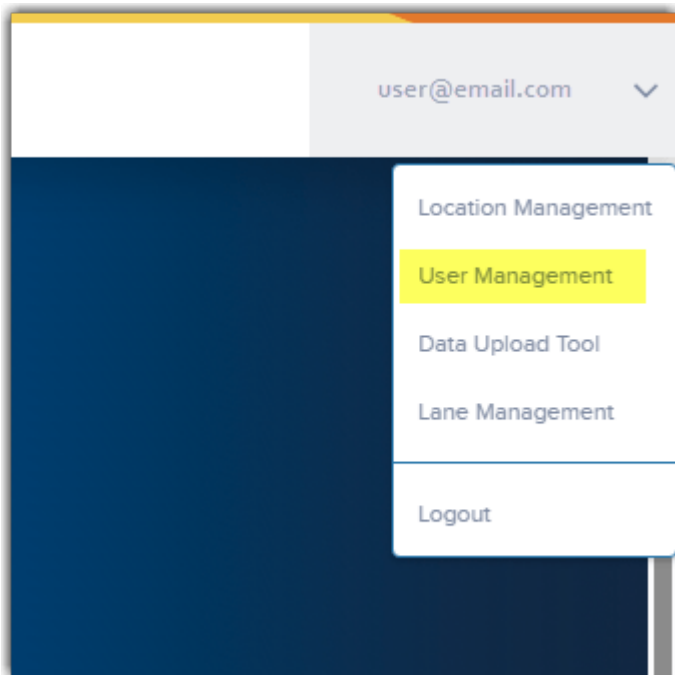 user@email.com
Location Management
User Management
Data Upload Tool
Lane Management
Logout